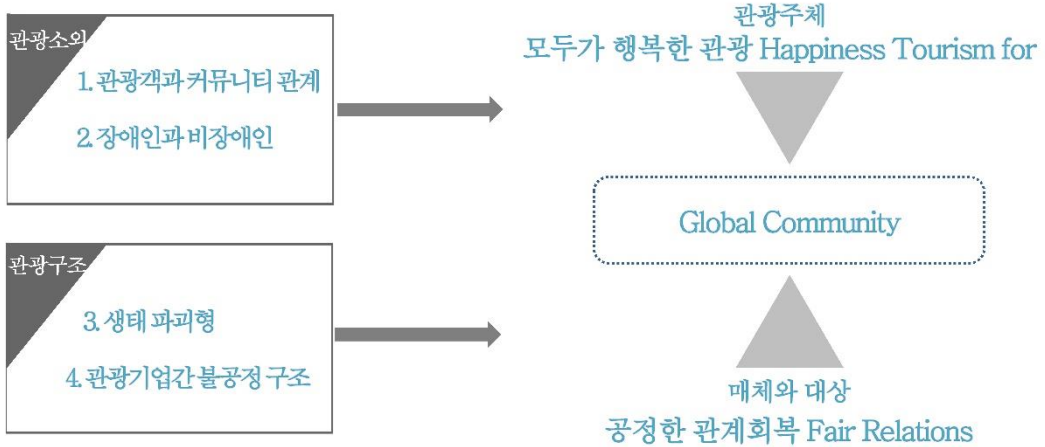 관광소외
1. 관광객과 커뮤니티 관계
2. 장애인과 비장애인
관광구조
3. 생태 파괴형
4. 관광기업간 불공정 구조
관광주체
모두가 행복한 관광 Happiness Tourism for
Global Community
매체와 대상
공정한 관계회복 Fair Relations